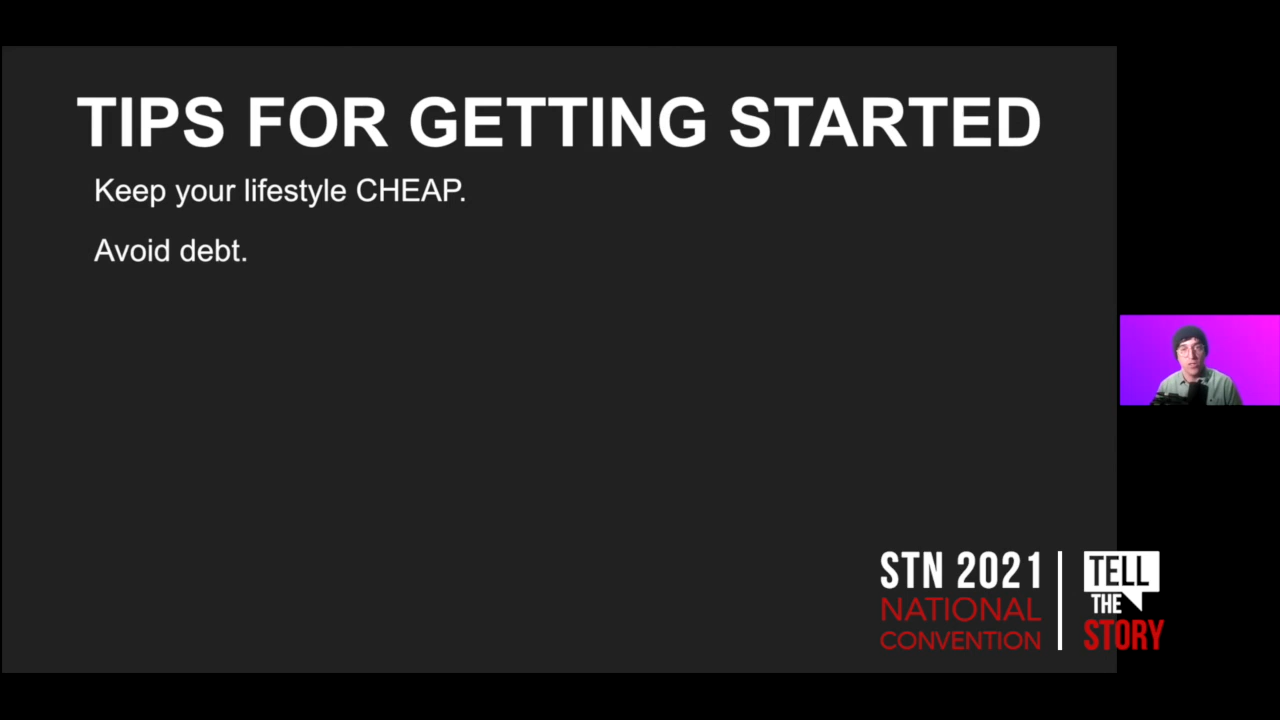 TIPS FOR GETTING STARTED
Keep your lifestyle CHEAP.
Avoid debt.
STN 2021
NATIONAL
CONVENTION
TELL
THE
STORY